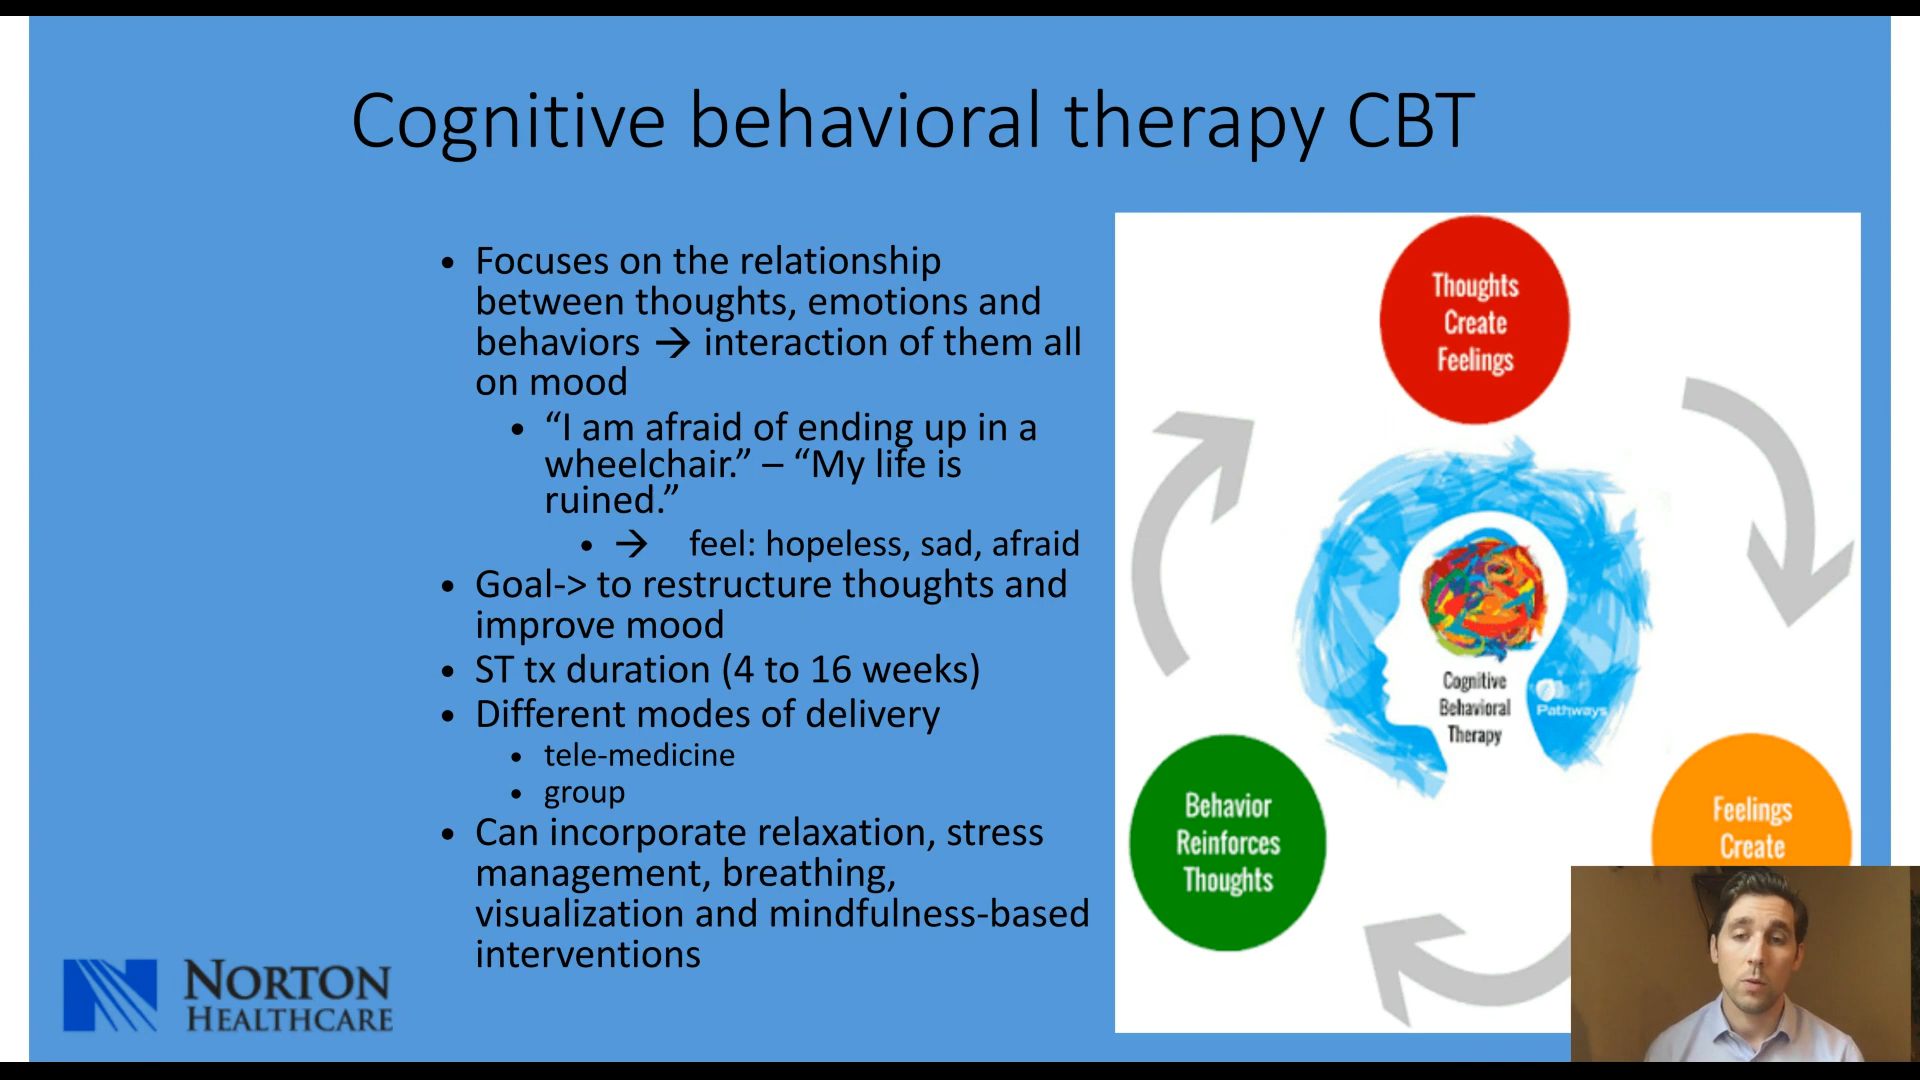 Cognitive behavioral therapy CBT
• Focuses on the relationship
between thoughts, emotions and
behaviors → interaction of them all
on mood
• “I am afraid of ending up in a
wheelchair.” – “My life is
ruined.”
• → feel: hopeless, sad, afraid
• Goal-> to restructure thoughts and
improve mood
• ST tx duration (4 to 16 weeks)
• Different modes of delivery
• tele-medicine
• group
• Can incorporate relaxation, stress
management, breathing,
visualization and mindfulness-based
interventions
Thoughts
Create
Feelings
Cognitive
Behavioral
Therapy
Pathways
Behavior
Reinforces
Thoughts
Feelings
Create
NORTON
HEALTHCARE